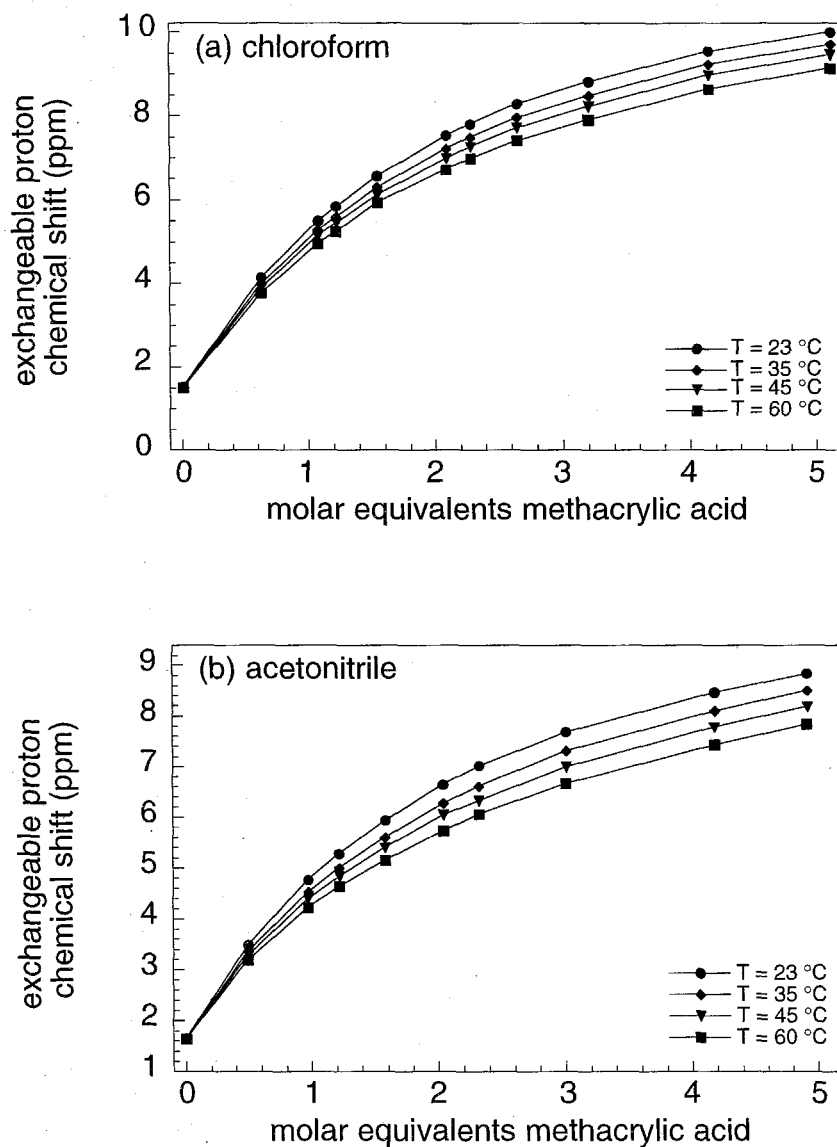 (a) chloroform
exchangeable proton
chemical shift (ppm)
10
8
6
4
2
0
T = 23 °C
T = 35 °C
T = 45 °C
T = 60 °C
0 1 2 3 4 5
molar equivalents methacrylic acid
(b) acetonitrile
exchangeable proton
chemical shift (ppm)
9
8
7
6
5
4
3
2
1
T = 23 °C
T = 35 °C
T = 45 °C
T = 60 °C
0 1 2 3 4 5
molar equivalents methacrylic acid